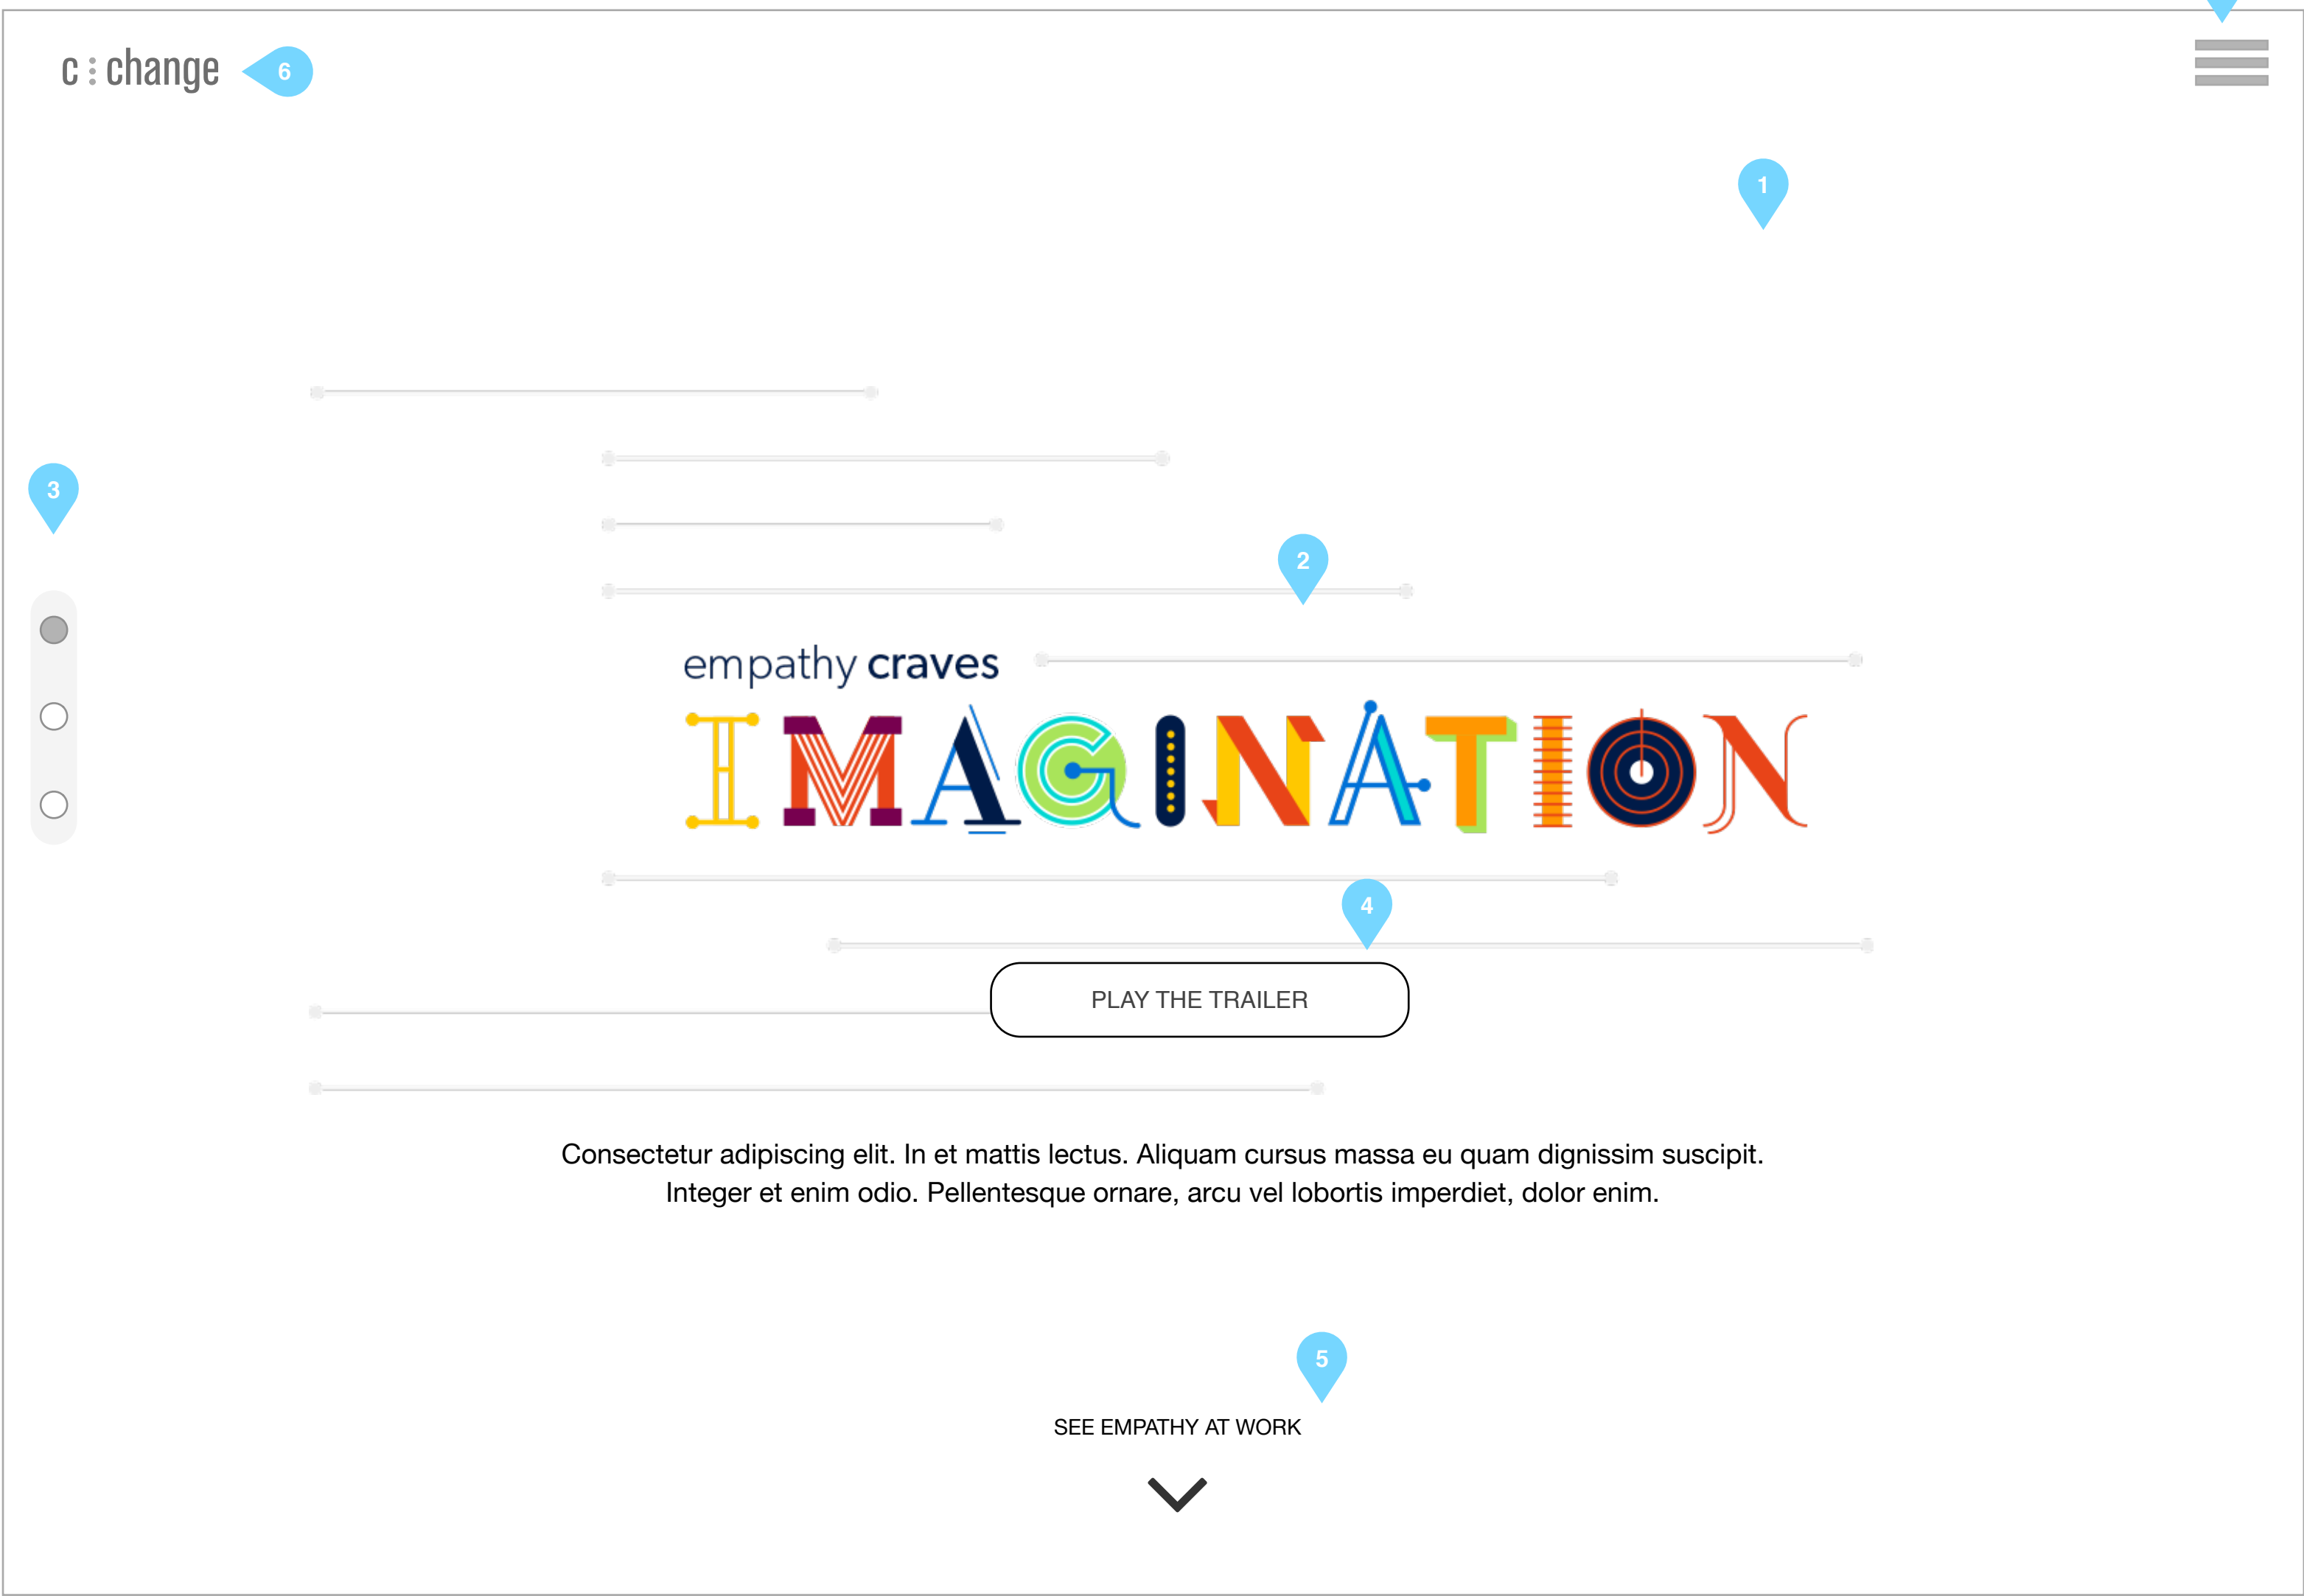 c:change
6
1
3
2
empathy craves
IMAGINATION
4
PLAY THE TRAILER
Consectetur adipiscing elit. In et mattis lectus. Aliquam cursus massa eu quam dignissim suscipit.
Integer et enim odio. Pellentesque ornare, arcu vel lobortis imperdiet, dolor enim.
5
SEE EMPATHY AT WORK